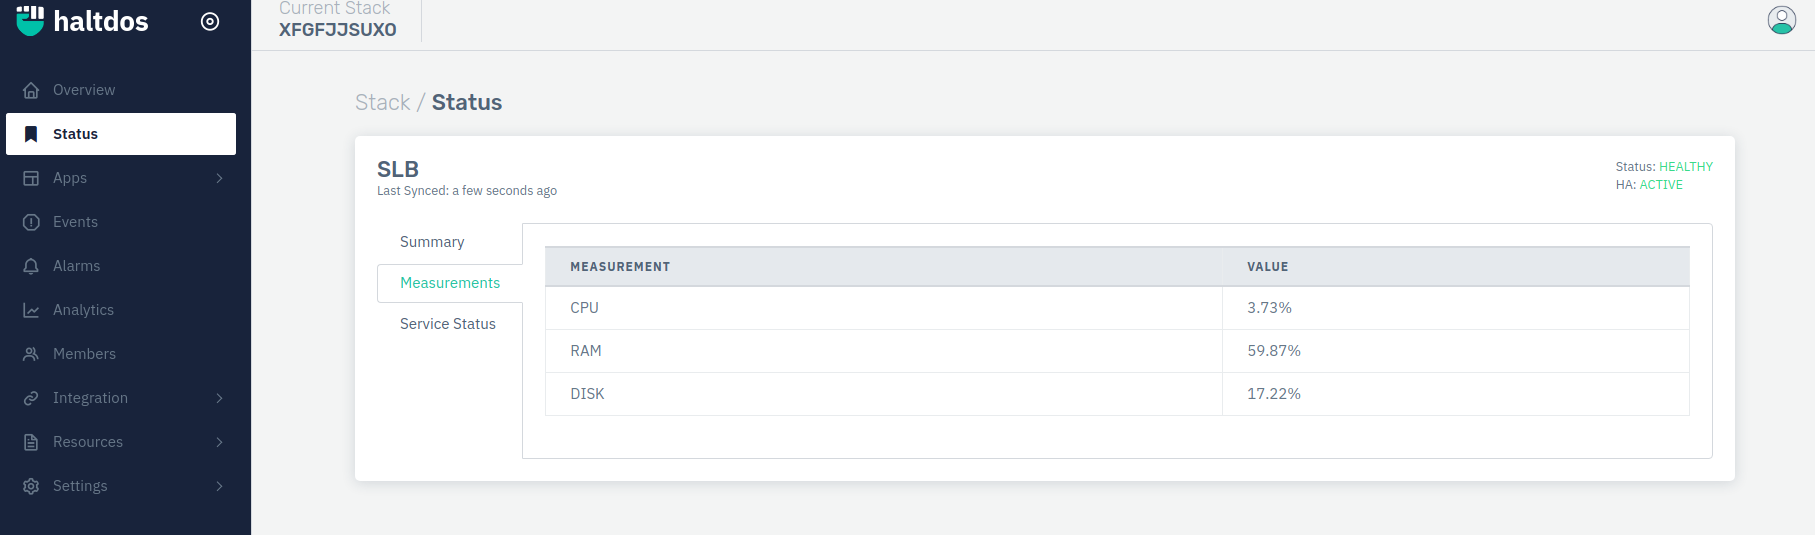 haltdos
Current Stack
XFGFJJSUXO
Overview
Status
Apps
Events
Alarms
Analytics
Members
Integration
Resources
Settings
Stack / Status
SLB
Last Synced: a few seconds ago
Status: HEALTHY
HA: ACTIVE
Summary
Measurements
Service Status
MEASUREMENT VALUE
CPU 3.73%
RAM 59.87%
DISK 17.22%